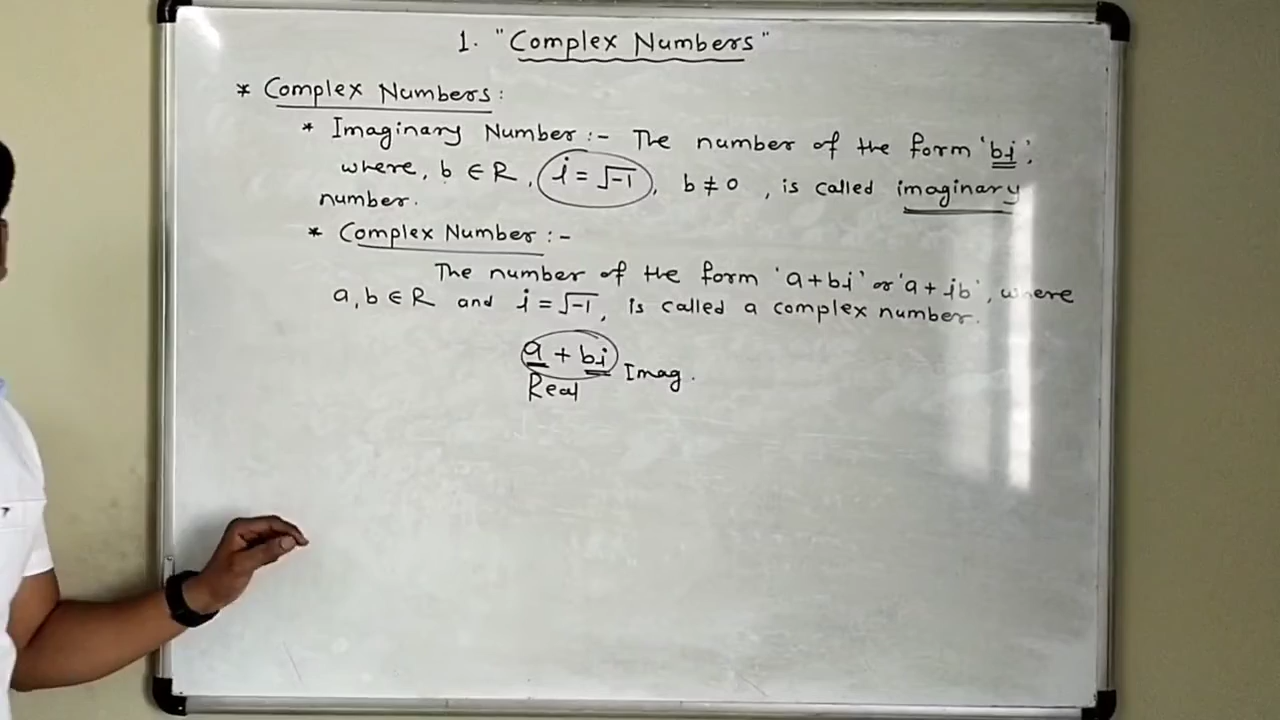 1. "Complex Numbers"
* Complex Numbers:
* Imaginary Number :- The number of the form 'bi',
where, b ∈ R, i = √-1, b ≠ 0, is called imaginary
number.
* Complex Number :-
The number of the form 'a+bi' or 'a+ib', where
a, b ∈ R and i = √-1, is called a complex number.
a + bi
Real Imag.